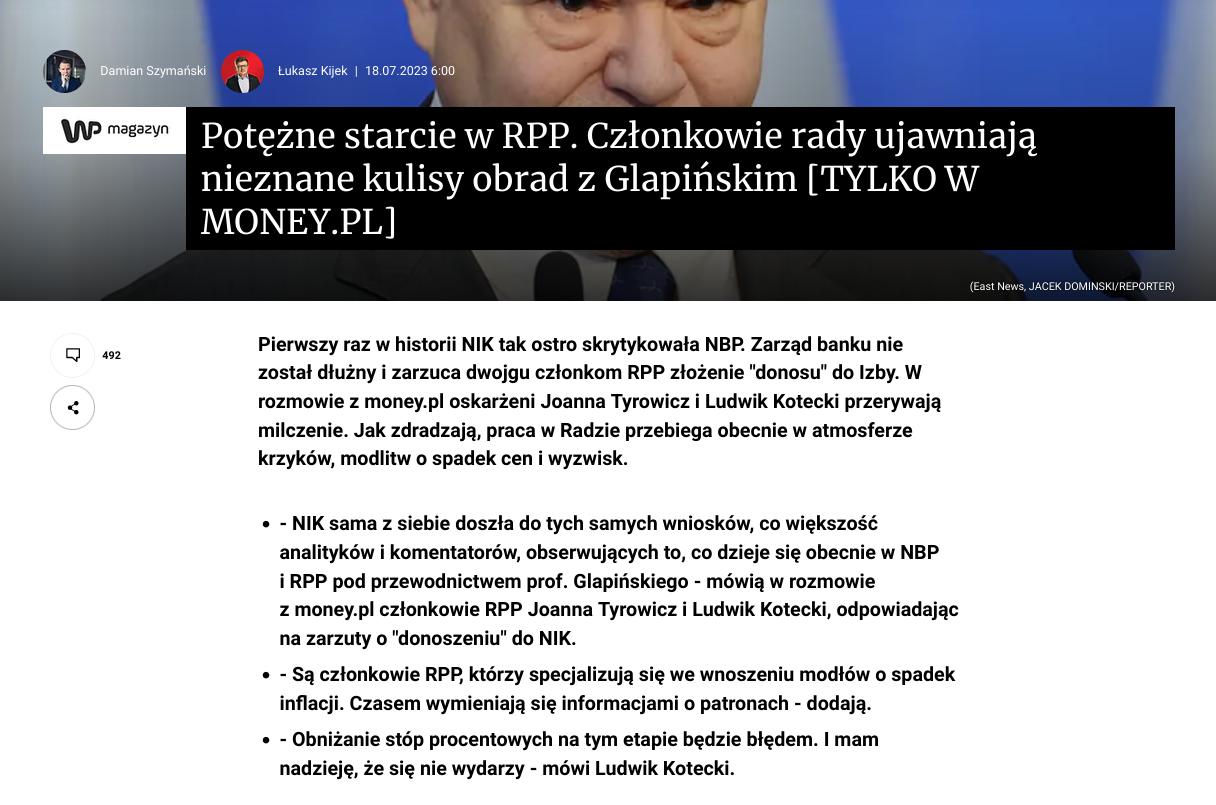 Damian Szymański
Łukasz Kijek | 18.07.2023 6:00
WP magazyn
Potężne starcie w RPP. Członkowie rady ujawniają
nieznane kulisy obrad z Glapińskim [TYLKO W
MONEY.PL]
(East News, JACEK DOMINSKI/REPORTER)
492
Pierwszy raz w historii NIK tak ostro skrytykowała NBP. Zarząd banku nie
został dłużny i zarzuca dwojgu członkom RPP złożenie "donosu" do Izby. W
rozmowie z money.pl oskarżeni Joanna Tyrowicz i Ludwik Kotecki przerywają
milczenie. Jak zdradzają, praca w Radzie przebiega obecnie w atmosferze
krzyków, modlitw o spadek cen i wyzwisk.
• - NIK sama z siebie doszła do tych samych wniosków, co większość
analityków i komentatorów, obserwujących to, co dzieje się obecnie w NBP
i RPP pod przewodnictwem prof. Glapińskiego - mówią w rozmowie
z money.pl członkowie RPP Joanna Tyrowicz i Ludwik Kotecki, odpowiadając
na zarzuty o "donoszeniu" do NIK.
• - Są członkowie RPP, którzy specjalizują się we wnoszeniu modłów o spadek
inflacji. Czasem wymieniają się informacjami o patronach - dodają.
• - Obniżanie stóp procentowych na tym etapie będzie błędem. I mam
nadzieję, że się nie wydarzy - mówi Ludwik Kotecki.